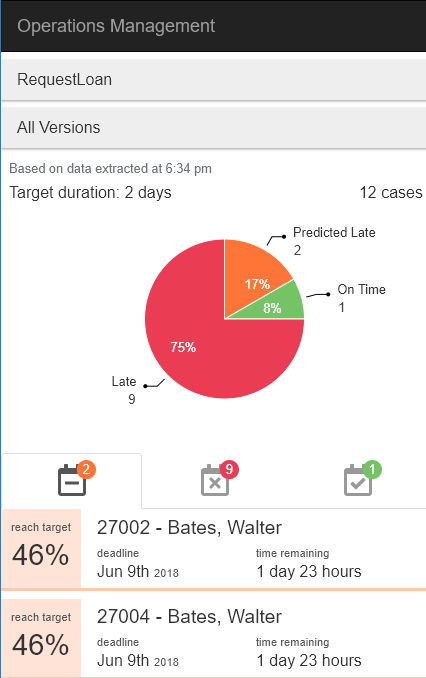 Operations Management
RequestLoan
All Versions
Based on data extracted at 6:34 pm
Target duration: 2 days 12 cases
Predicted Late
2
17%
On Time
1
8%
75%
Late
9
2 9 1
reach target
46%
27002 - Bates, Walter
deadline time remaining
Jun 9th 2018 1 day 23 hours
reach target
46%
27004 - Bates, Walter
deadline time remaining
Jun 9th 2018 1 day 23 hours